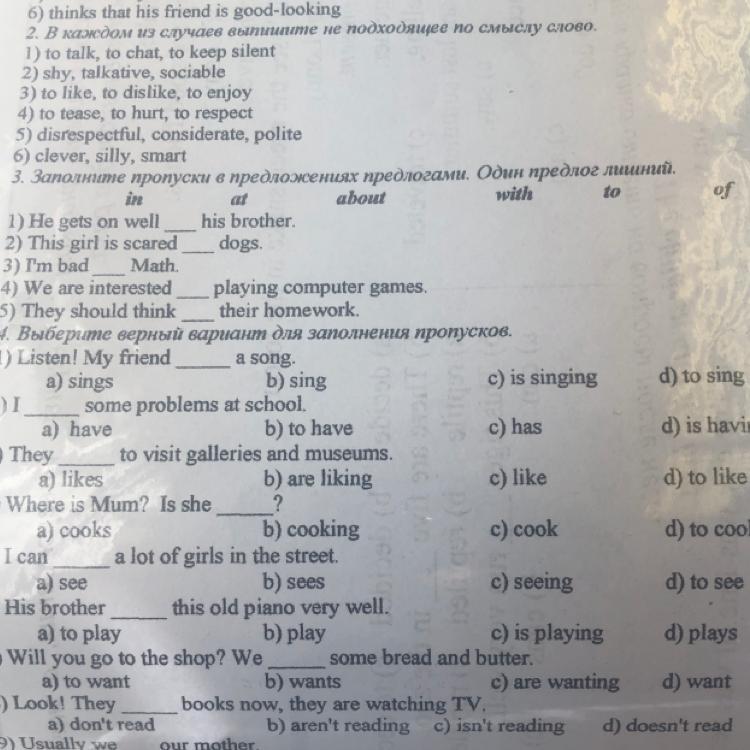 6) thinks that his friend is good-looking
2. В каждом из случаев выпишите не подходящее по смыслу слово.
1) to talk, to chat, to keep silent
2) shy, talkative, sociable
3) to like, to dislike, to enjoy
4) to tease, to hurt, to respect
5) disrespectful, considerate, polite
6) clever, silly, smart
3. Заполните пропуски в предложениях предлогами. Один предлог лишний.
in at about with to of
1) He gets on well ___ his brother.
2) This girl is scared ___ dogs.
3) I'm bad ___ Math.
4) We are interested ___ playing computer games.
5) They should think ___ their homework.
4. Выберите верный вариант для заполнения пропусков.
) Listen! My friend _____ a song.
a) sings b) sing c) is singing d) to sing
) I _____ some problems at school.
a) have b) to have c) has d) is havi
They _____ to visit galleries and museums.
a) likes b) are liking c) like d) to like
Where is Mum? Is she _____?
a) cooks b) cooking c) cook d) to coo
I can _____ a lot of girls in the street.
a) see b) sees c) seeing d) to see
His brother _____ this old piano very well.
a) to play b) play c) is playing d) plays
) Will you go to the shop? We _____ some bread and butter.
a) to want b) wants c) are wanting d) want
) Look! They _____ books now, they are watching TV.
a) don't read b) aren't reading c) isn't reading d) doesn't read
9) Usually we ____ our mother.